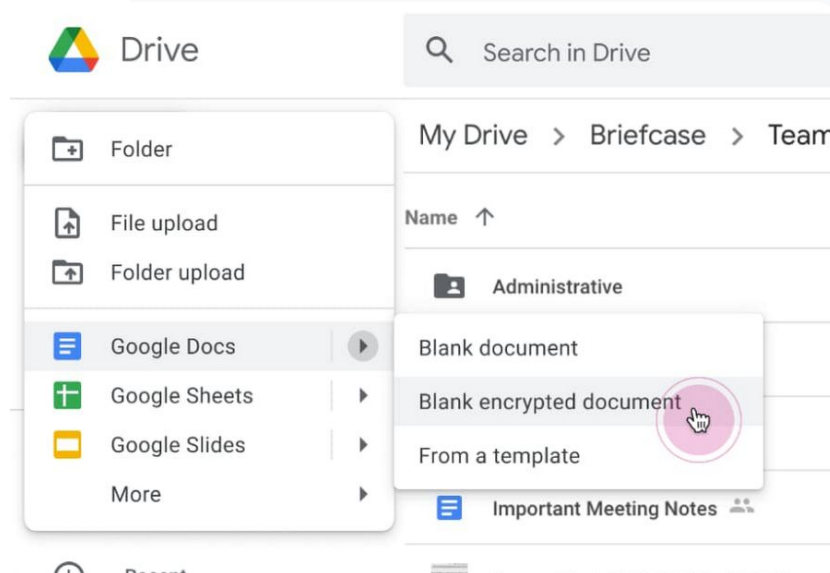 Drive
Search in Drive
Folder
File upload
Folder upload
Google Docs
Google Sheets
Google Slides
More
My Drive > Briefcase > Team
Name
Administrative
Blank document
Blank encrypted document
From a template
Important Meeting Notes